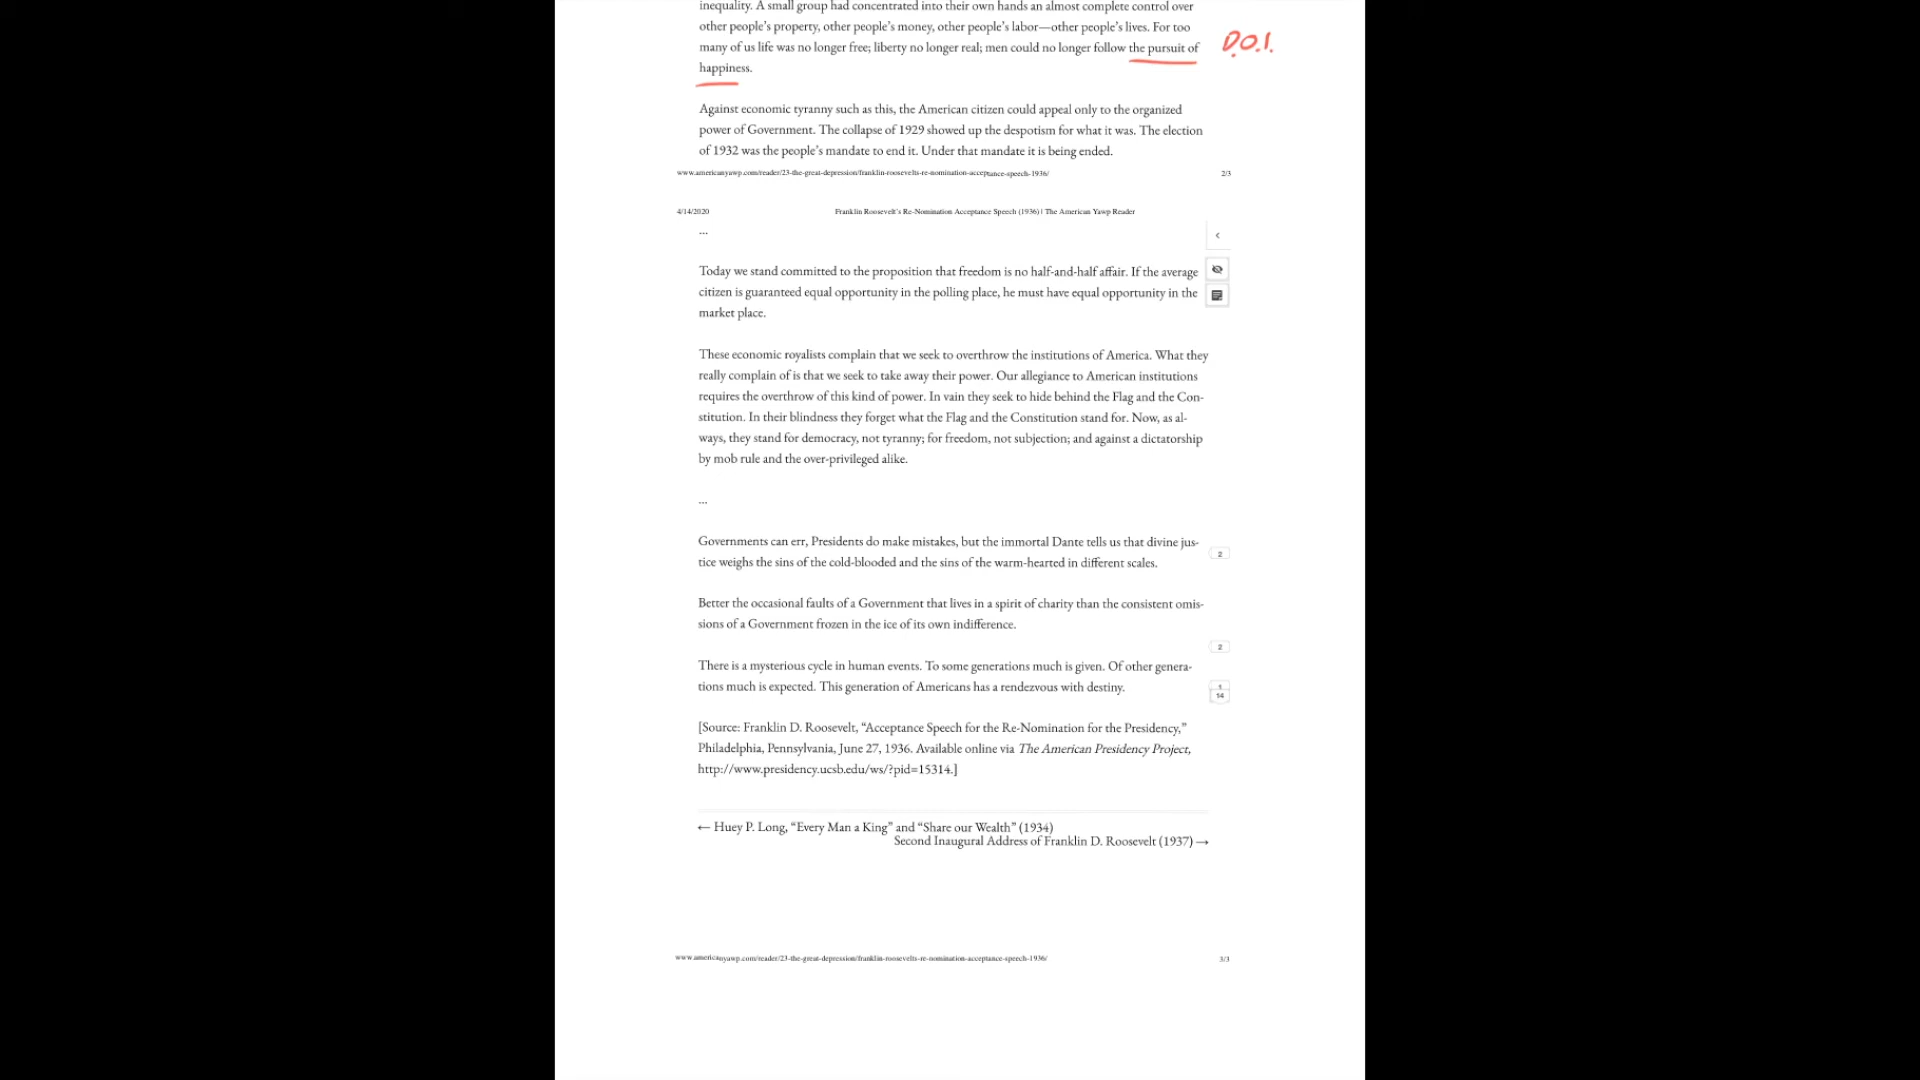 inequality. A small group had concentrated into their own hands an almost complete control over
other people's property, other people's money, other people's labor—other people's lives. For too
many of us life was no longer free; liberty no longer real; men could no longer follow the pursuit of
D.O.I.
happiness.
Against economic tyranny such as this, the American citizen could appeal only to the organized
power of Government. The collapse of 1929 showed up the despotism for what it was. The election
of 1932 was the people's mandate to end it. Under that mandate it is being ended.
www.americanyawp.com/reader/23-the-great-depression/franklin-roosevelts-re-nomination-acceptance-speech-1936/ 2/3
4/14/2020 Franklin Roosevelt's Re-Nomination Acceptance Speech (1936) | The American Yawp Reader
...
Today we stand committed to the proposition that freedom is no half-and-half affair. If the average
citizen is guaranteed equal opportunity in the polling place, he must have equal opportunity in the
market place.
These economic royalists complain that we seek to overthrow the institutions of America. What they
really complain of is that we seek to take away their power. Our allegiance to American institutions
requires the overthrow of this kind of power. In vain they seek to hide behind the Flag and the Con-
stitution. In their blindness they forget what the Flag and the Constitution stand for. Now, as al-
ways, they stand for democracy, not tyranny; for freedom, not subjection; and against a dictatorship
by mob rule and the over-privileged alike.
...
Governments can err, Presidents do make mistakes, but the immortal Dante tells us that divine jus-
2
tice weighs the sins of the cold-blooded and the sins of the warm-hearted in different scales.
Better the occasional faults of a Government that lives in a spirit of charity than the consistent omis-
sions of a Government frozen in the ice of its own indifference.
2
There is a mysterious cycle in human events. To some generations much is given. Of other genera-
tions much is expected. This generation of Americans has a rendezvous with destiny.
1
14
[Source: Franklin D. Roosevelt, “Acceptance Speech for the Re-Nomination for the Presidency,”
Philadelphia, Pennsylvania, June 27, 1936. Available online via The American Presidency Project,
http://www.presidency.ucsb.edu/ws/?pid=15314.]
← Huey P. Long, “Every Man a King” and “Share our Wealth” (1934)
Second Inaugural Address of Franklin D. Roosevelt (1937) →
www.americanyawp.com/reader/23-the-great-depression/franklin-roosevelts-re-nomination-acceptance-speech-1936/ 3/3